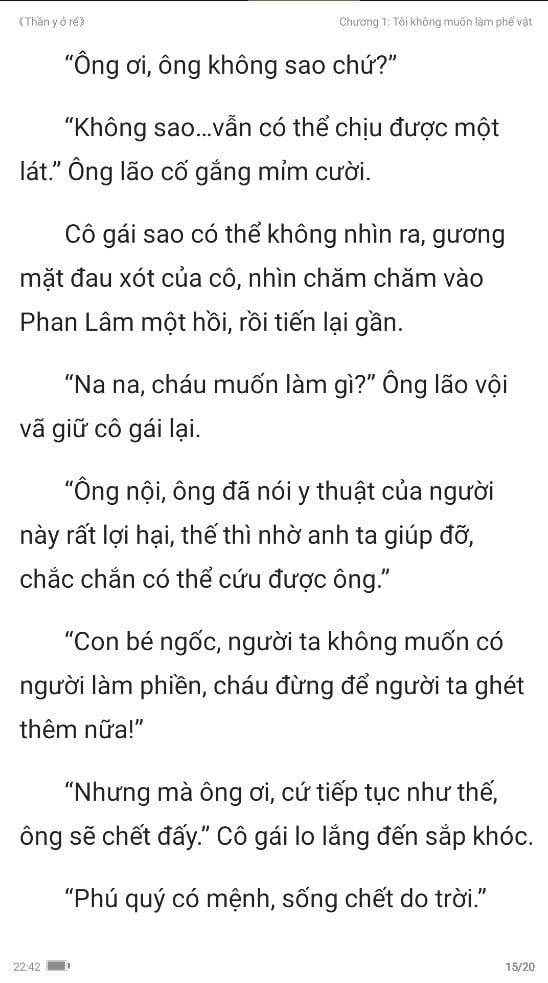 《Thần y ở rể》
Chương 1: Tôi không muốn làm phế vật
“Ông ơi, ông không sao chứ?”
“Không sao...vẫn có thể chịu được một
lát.” Ông lão cố gắng mỉm cười.
Cô gái sao có thể không nhìn ra, gương
mặt đau xót của cô, nhìn chăm chăm vào
Phan Lâm một hồi, rồi tiến lại gần.
“Na na, cháu muốn làm gì?” Ông lão vội
vã giữ cô gái lại.
“Ông nội, ông đã nói y thuật của người
này rất lợi hại, thế thì nhờ anh ta giúp đỡ,
chắc chắn có thể cứu được ông.”
“Con bé ngốc, người ta không muốn có
người làm phiền, cháu đừng để người ta ghét
thêm nữa!”
“Nhưng mà ông ơi, cứ tiếp tục như thế,
ông sẽ chết đấy.” Cô gái lo lắng đến sắp khóc.
“Phú quý có mệnh, sống chết do trời.”
22:42
15/20